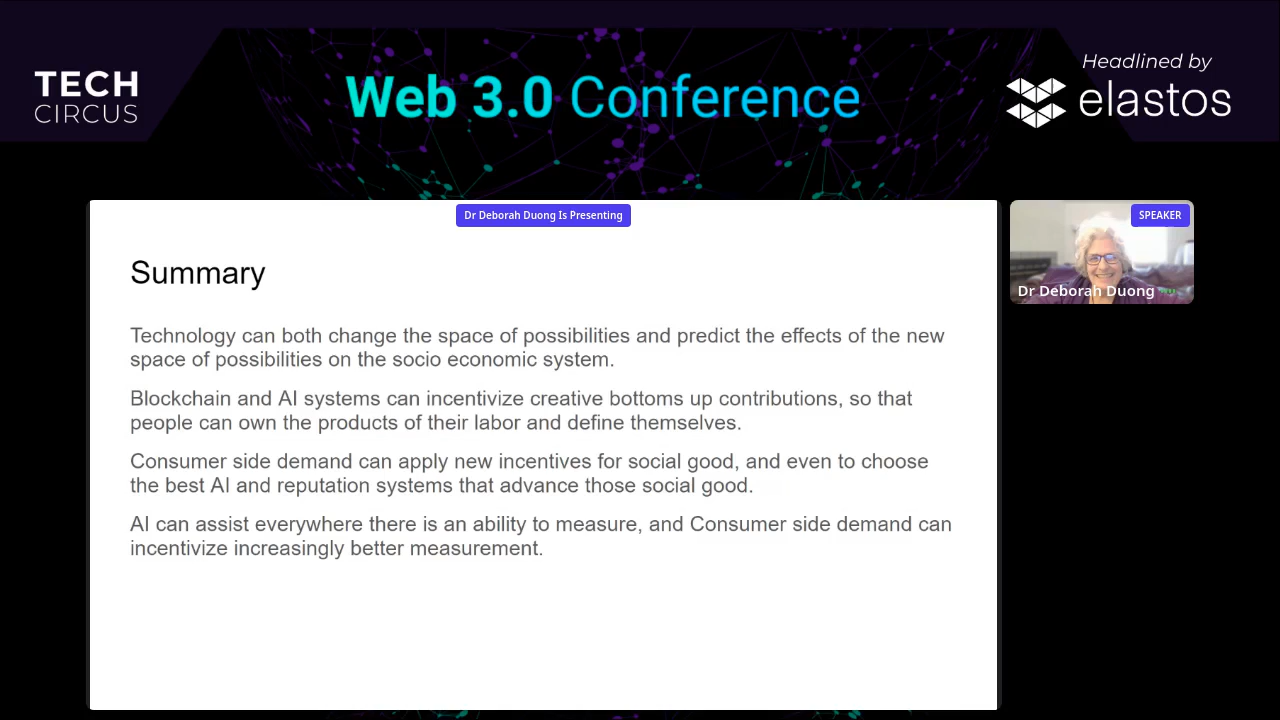 TECH
CIRCUS
Web 3.0 Conference
Headlined by
elastos
Dr Deborah Duong Is Presenting
SPEAKER
Dr Deborah Duong
Summary
Technology can both change the space of possibilities and predict the effects of the new
space of possibilities on the socio economic system.
Blockchain and AI systems can incentivize creative bottoms up contributions, so that
people can own the products of their labor and define themselves.
Consumer side demand can apply new incentives for social good, and even to choose
the best AI and reputation systems that advance those social good.
AI can assist everywhere there is an ability to measure, and Consumer side demand can
incentivize increasingly better measurement.